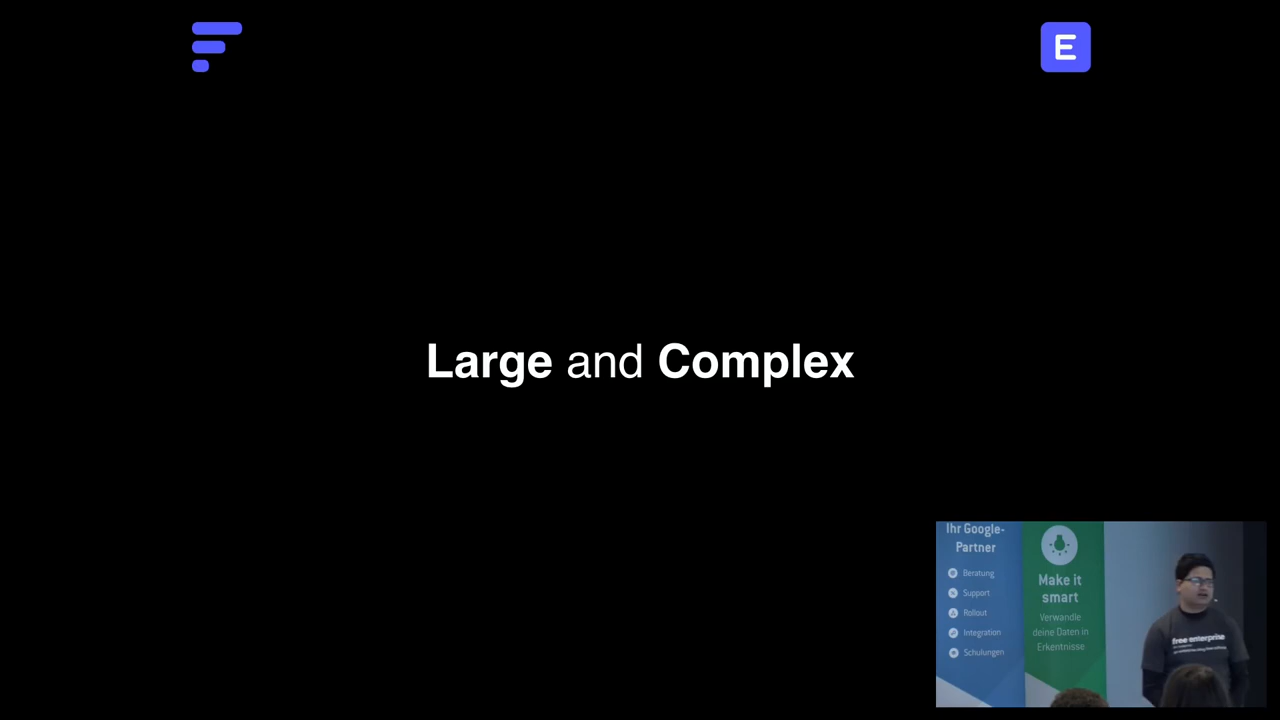 E
Large and Complex
Ihr Google-
Partner
Beratung
Support
Rollout
Integration
Schulungen
Make it
smart
Verwandle
deine Daten in
Erkentnisse
free enterprise